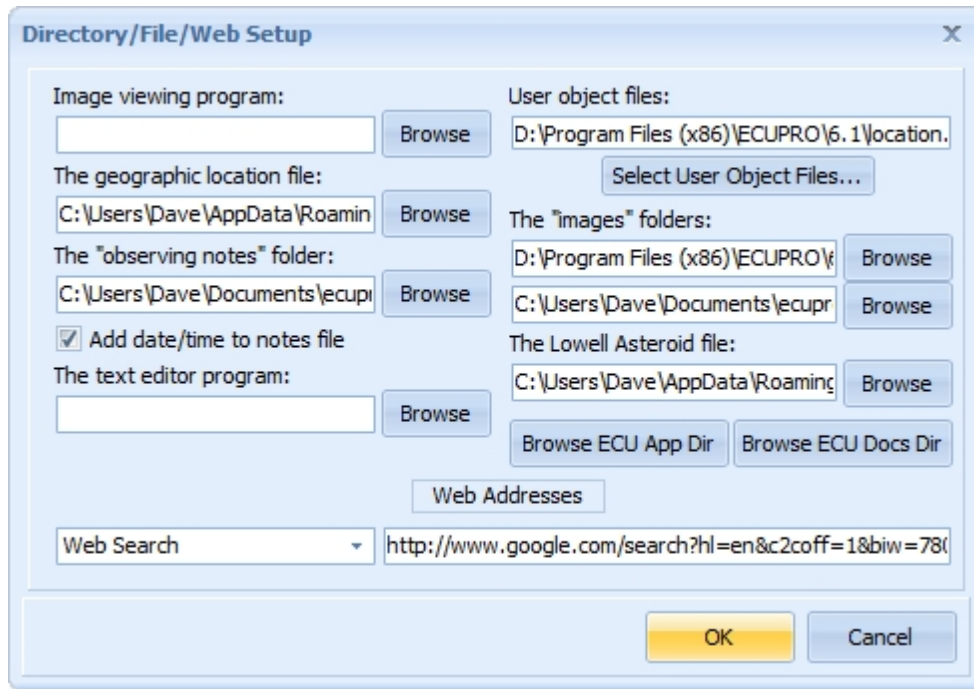 Directory/File/Web Setup
Image viewing program:
Browse
The geographic location file:
C:\Users\Dave\AppData\Roamin
Browse
The "observing notes" folder:
C:\Users\Dave\Documents\ecupr
Browse
Add date/time to notes file
The text editor program:
Browse
User object files:
D:\Program Files (x86)\ECUPRO\6.1\location.
Select User Object Files...
The "images" folders:
D:\Program Files (x86)\ECUPRO\6
Browse
C:\Users\Dave\Documents\ecupr
Browse
The Lowell Asteroid file:
C:\Users\Dave\AppData\Roaming
Browse
Browse ECU App Dir
Browse ECU Docs Dir
Web Addresses
Web Search
http://www.google.com/search?hl=en&c2coff=1&biw=780
OK
Cancel